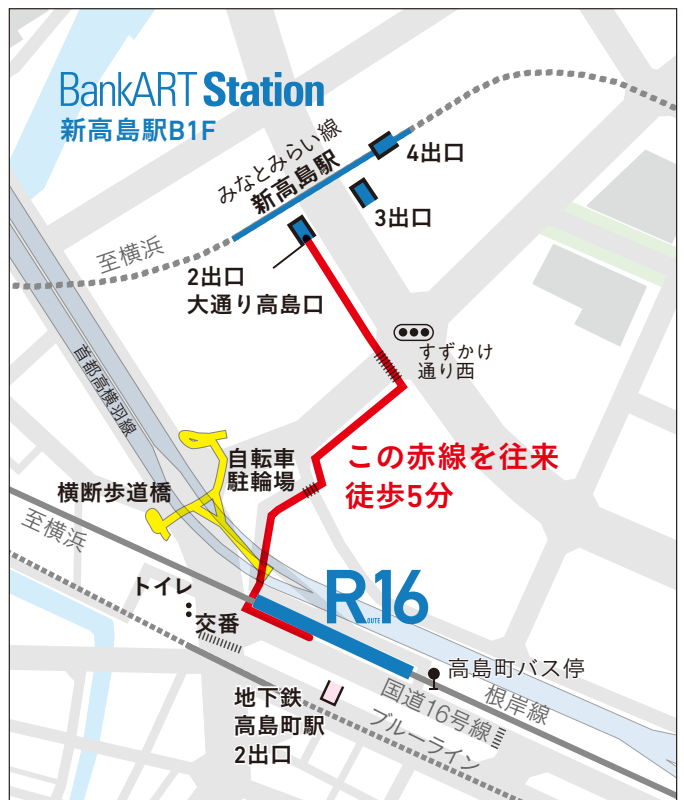 BankART Station
新高島駅B1F
みなとみらい線
新高島駅
4出口
3出口
至横浜
2出口
大通り高島口
すずかけ
通り西
首都高横羽線
この赤線を往来
徒歩5分
自転車
駐輪場
横断歩道橋
至横浜
R16
ROUTE
トイレ
交番
高島町バス停
地下鉄
高島町駅
2出口
国道16号線
根岸線
ブルーライン